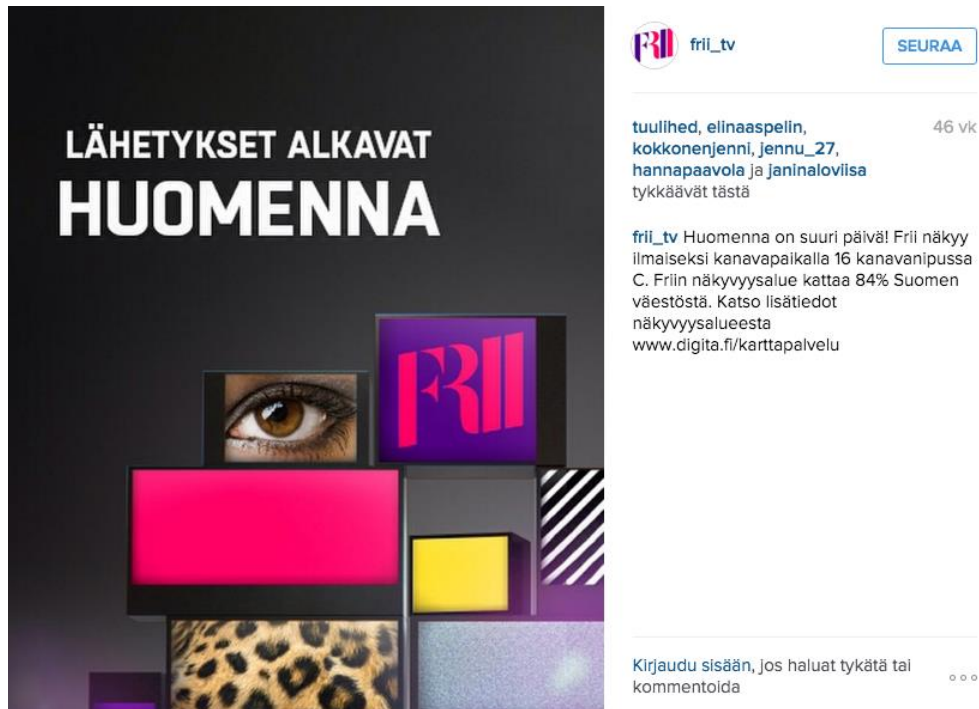 LÄHETYKSET ALKAVAT
HUOMENNA
FRII
FRII
frii_tv
SEURAA
tuulihed, elinaaspelin,
46 vk
kokkonenjenni, jennu_27,
hannapaavola ja janinaloviisa
tykkäävät tästä
frii_tv Huomenna on suuri päivä! Frii näkyy
ilmaiseksi kanavapaikalla 16 kanavanipussa
C. Friin näkyvyysalue kattaa 84% Suomen
väestöstä. Katso lisätiedot
näkyvyysalueesta
www.digita.fi/karttapalvelu
Kirjaudu sisään, jos haluat tykätä tai
kommentoida